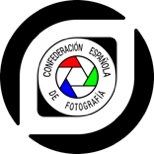 CONFEDERACIÓN ESPAÑOLA
DE FOTOGRAFÍA